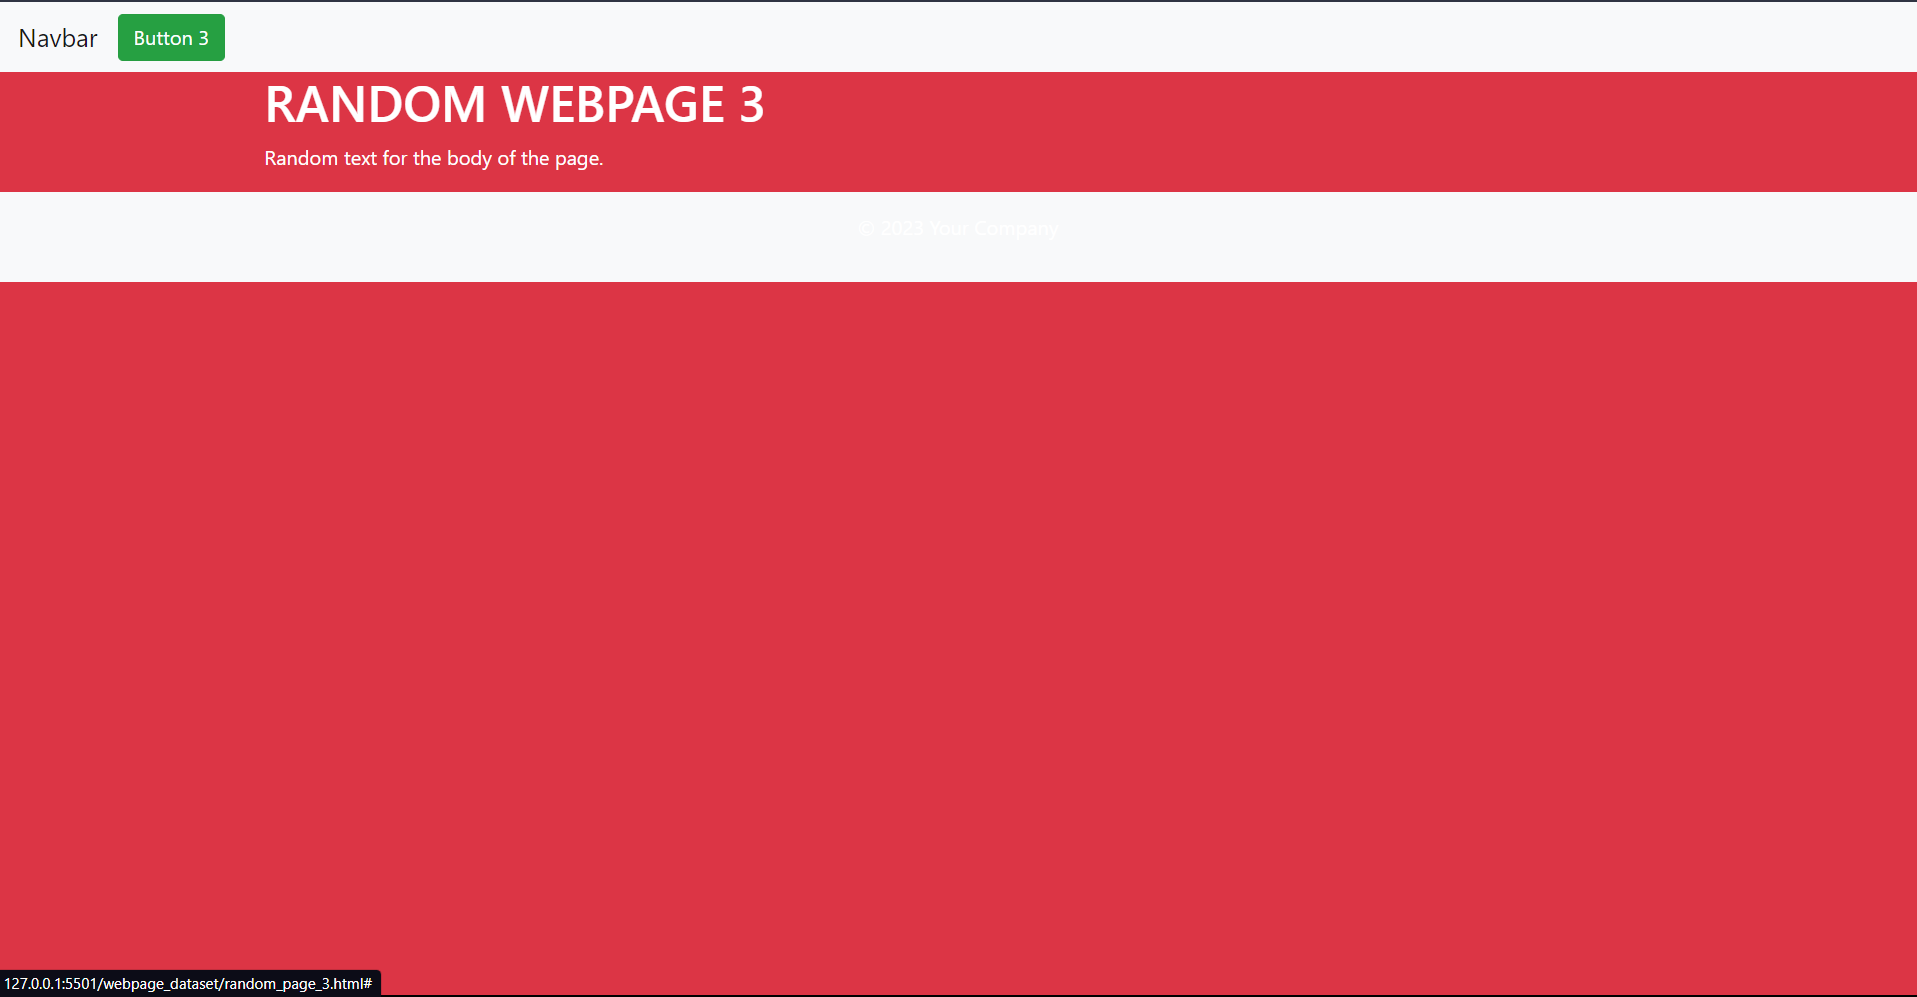 Navbar Button 3
RANDOM WEBPAGE 3
Random text for the body of the page.
© 2023 Your Company
127.0.0.1:5501/webpage_dataset/random_page_3.html#